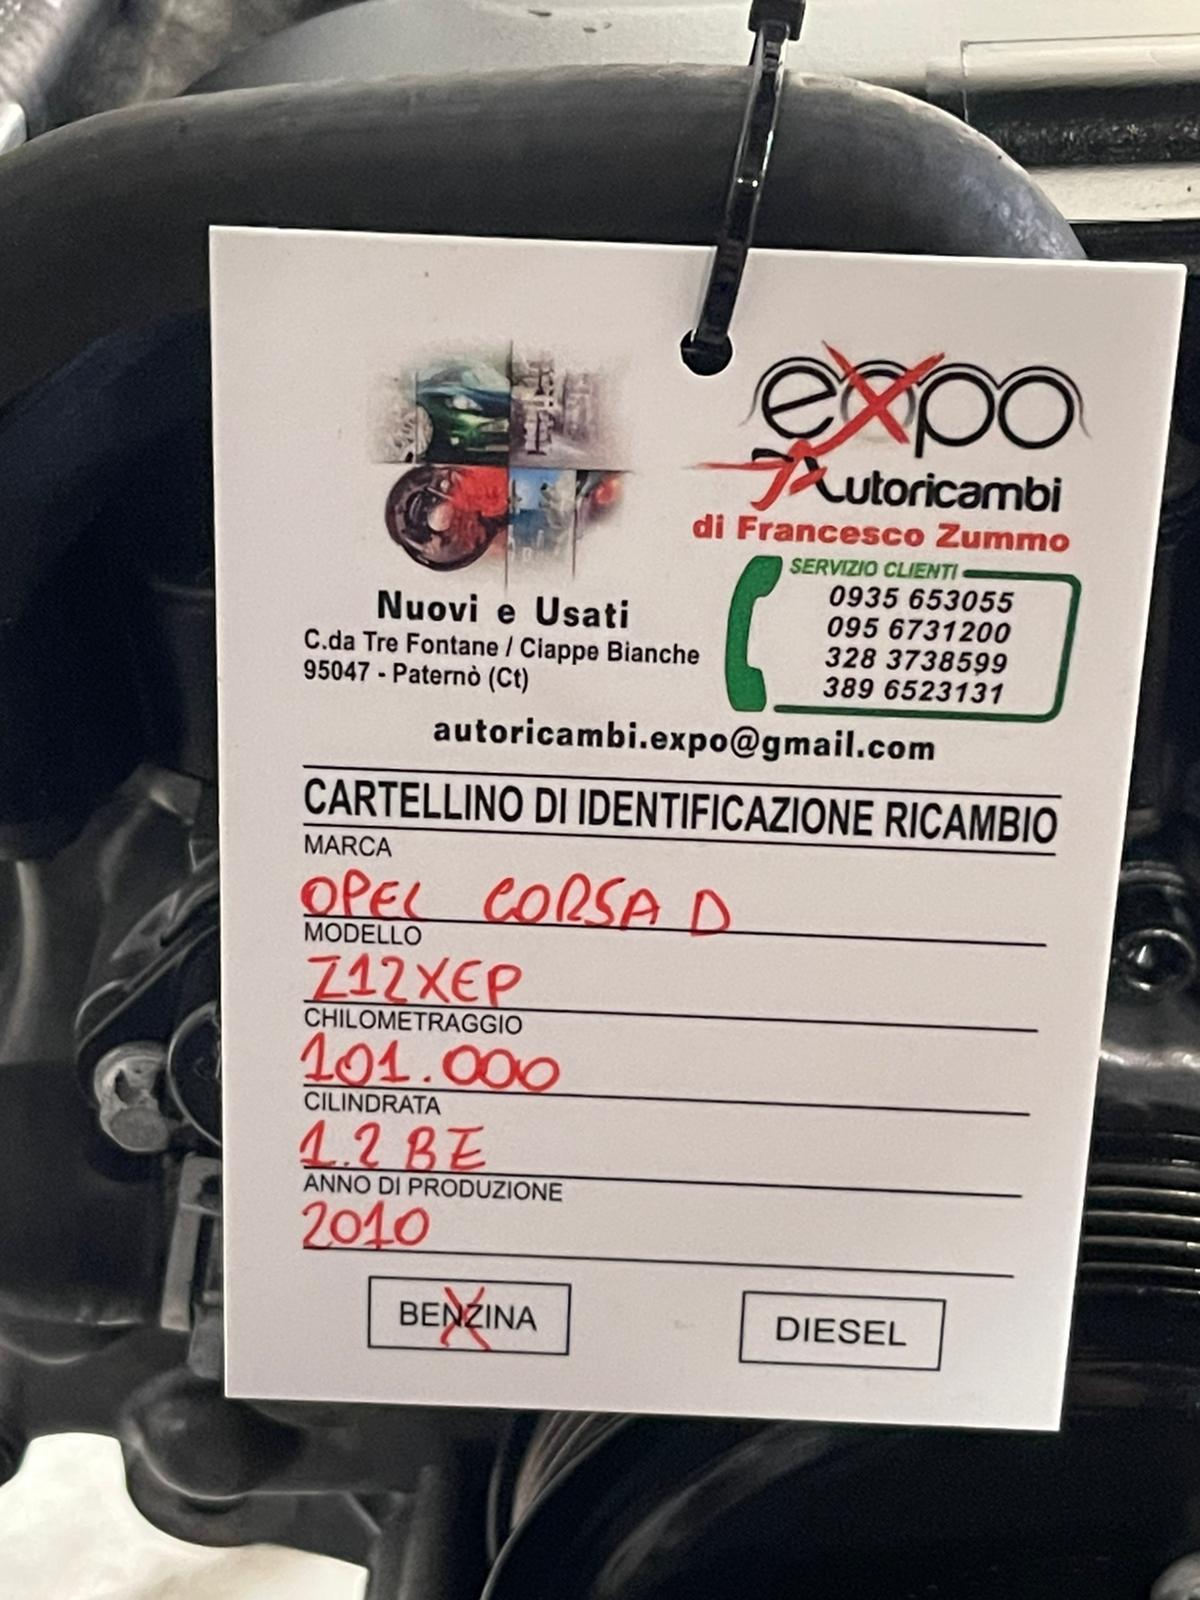 expo
Autoricambi
di Francesco Zummo
SERVIZIO CLIENTI
0935 653055
095 6731200
328 3738599
389 6523131
Nuovi e Usati
C.da Tre Fontane / Ciappe Bianche
95047 - Paternò (Ct)
autoricambi.expo@gmail.com
CARTELLINO DI IDENTIFICAZIONE RICAMBIO
MARCA
OPEL CORSA D
MODELLO
Z12XEP
CHILOMETRAGGIO
101.000
CILINDRATA
1.2 BE
ANNO DI PRODUZIONE
2010
BENZINA
DIESEL